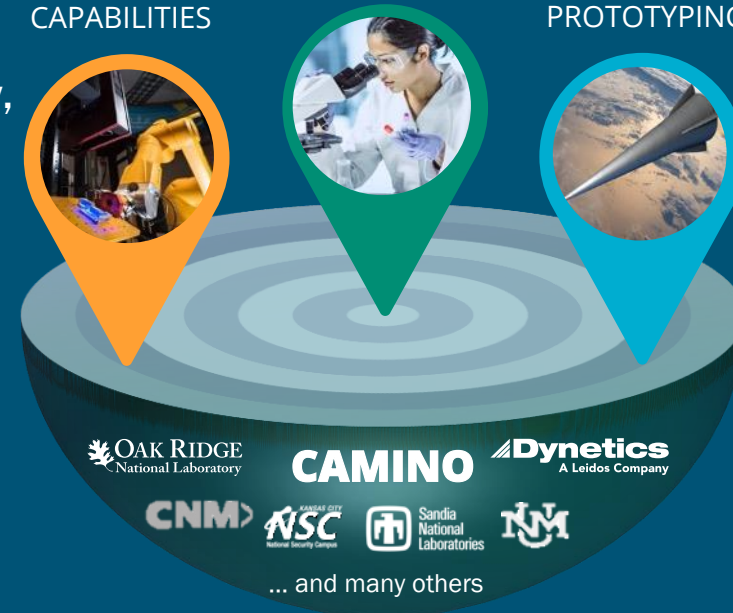 CAPABILITIES
PROTOTYPING
,
OAK RIDGE
National Laboratory
CAMINO
Dynetics
A Leidos Company
CNM
KANSAS CITY
NSC
National Security Campus
Sandia
National
Laboratories
NM
... and many others